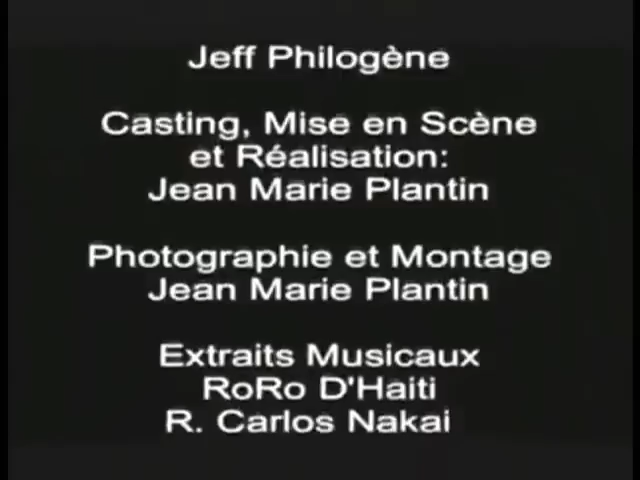 Jeff Philogène
Casting, Mise en Scène
et Réalisation:
Jean Marie Plantin
Photographie et Montage
Jean Marie Plantin
Extraits Musicaux
RoRo D'Haiti
R. Carlos Nakai